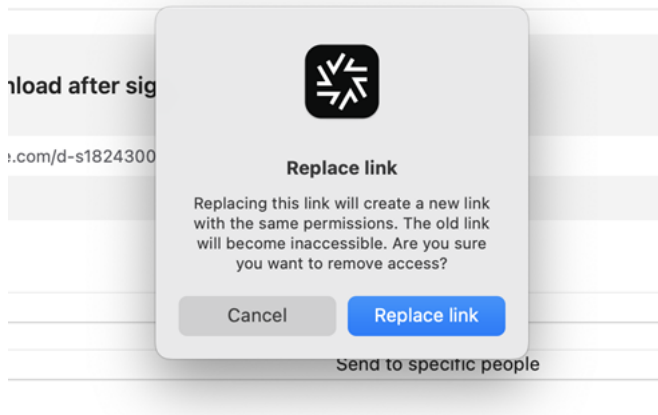 nload after sig
e.com/d-s1824300
Replace link
Replacing this link will create a new link
with the same permissions. The old link
will become inaccessible. Are you sure
you want to remove access?
Cancel
Replace link
Send to specific people